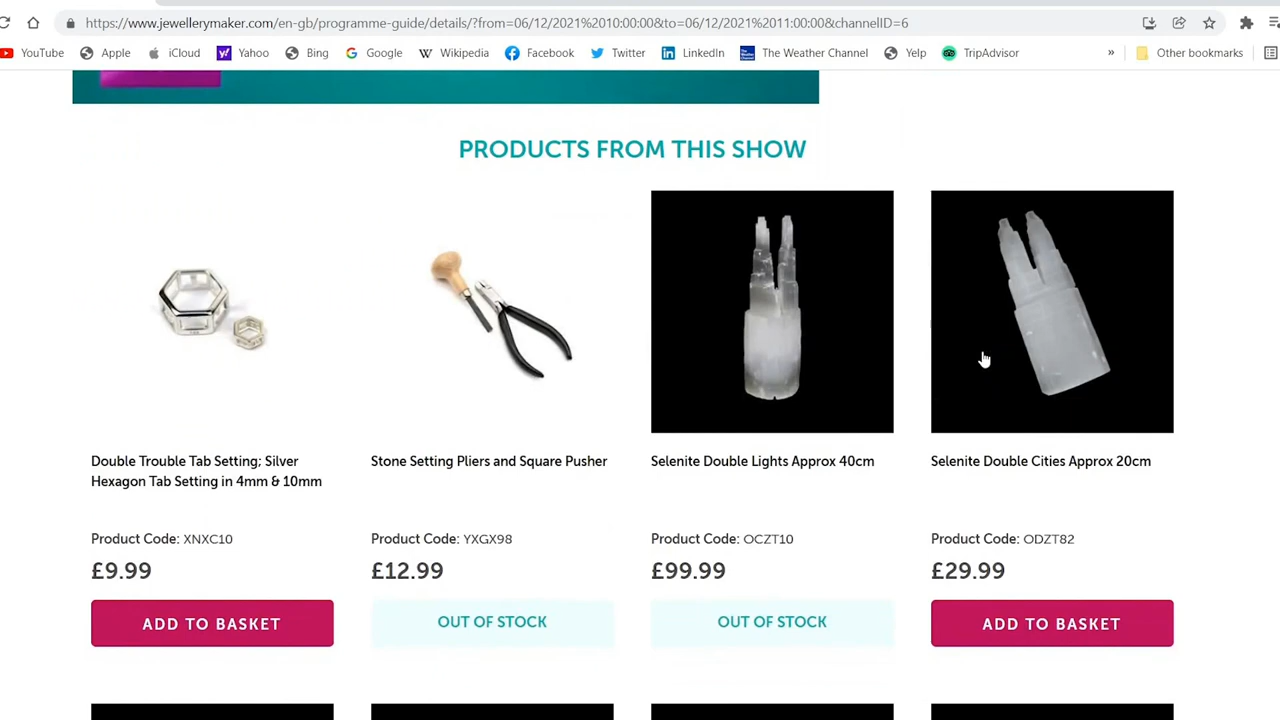 https://www.jewellerymaker.com/en-gb/programme-guide/details/?from=06/12/2021%2010:00:00&to=06/12/2021%2011:00:00&channelID=6
YouTube Apple iCloud Yahoo Bing Google Wikipedia Facebook Twitter LinkedIn The Weather Channel Yelp TripAdvisor » Other bookmarks
PRODUCTS FROM THIS SHOW
Double Trouble Tab Setting; Silver
Hexagon Tab Setting in 4mm & 10mm
Product Code: XNXC10
£9.99
ADD TO BASKET
Stone Setting Pliers and Square Pusher
Product Code: YXGX98
£12.99
OUT OF STOCK
Selenite Double Lights Approx 40cm
Product Code: OCZT10
£99.99
OUT OF STOCK
Selenite Double Cities Approx 20cm
Product Code: ODZT82
£29.99
ADD TO BASKET